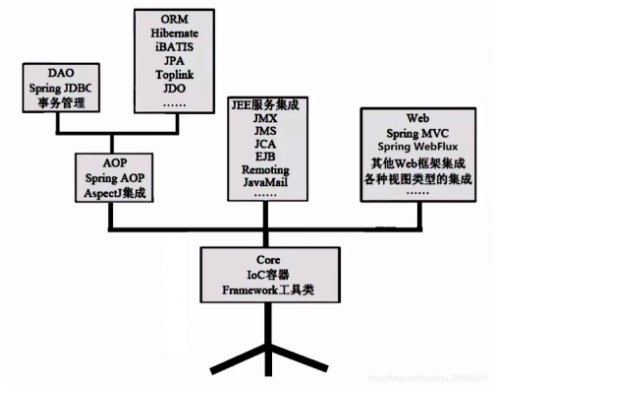 ORM
Hibernate
iBATIS
JPA
Toplink
JDO
......
DAO
Spring JDBC
事务管理
JEE服务集成
JMX
JMS
JCA
EJB
Remoting
JavaMail
......
Web
Spring MVC
Spring WebFlux
其他Web框架集成
各种视图类型的集成
......
AOP
Spring AOP
AspectJ集成
Core
IoC容器
Framework工具类